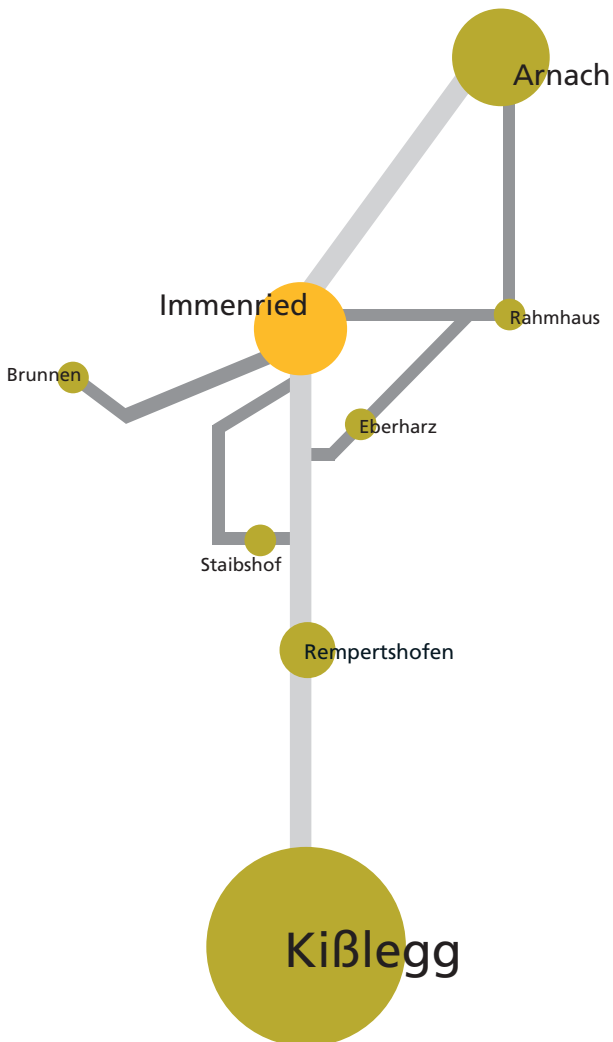 Arnach
Immenried
Rahmhaus
Brunnen
Eberharz
Staibshof
Rempertshofen
Kißlegg